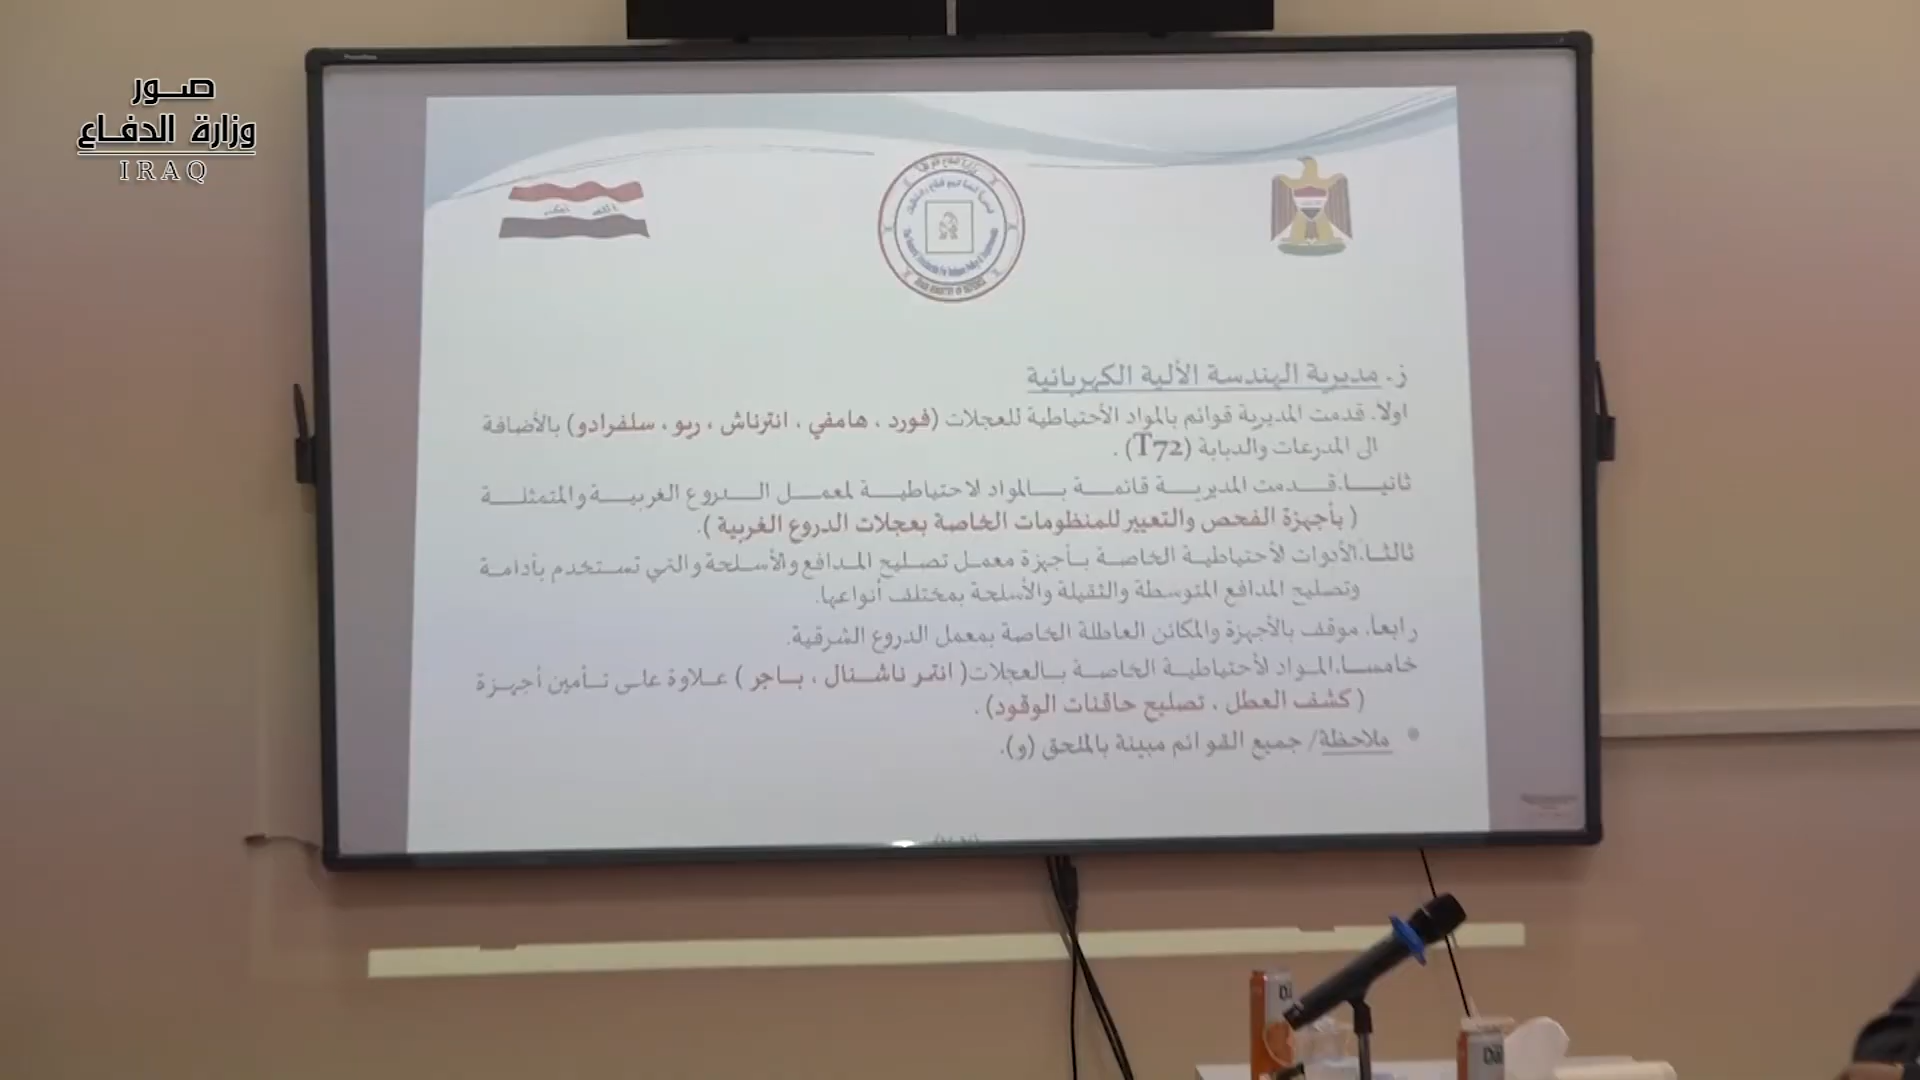 صور
وزارة الدفاع
IRAQ
ز. مديرية الهندسة الألية الكهربائية
اولا. قدمت المديرية قوائم بالمواد الأحتياطية للعجلات (فورد ، هامفي ، انترناش ، ريو ، سلفرادو) بالأضافة
الى المدرعات والدبابة (T72) .
ثانيا.قدمت المديرية قائمة بالمواد لاحتياطية لمعمل الدروع الغربية والمتمثلة
( بأجهزة الفحص والتعيير للمنظومات الخاصة بعجلات الدروع الغربية ).
ثالثا.الأدوات لأحتياطية الخاصة بأجهزة معمل تصليح المدافع والأسلحة والتي تستخدم بأدامة
وتصليح المدافع المتوسطة والثقيلة والأسلحة بمختلف أنواعها.
رابعا. موقف بالأجهزة والمكائن العاطلة الخاصة بمعمل الدروع الشرقية.
خامسا.المواد لأحتياطية الخاصة بالعجلات( انتر ناشنال ، باجر ) علاوة على تأمين أجهزة
( كشف العطل ، تصليح حاقنات الوقود) .
• ملاحظة/ جميع القوائم مبينة بالملحق (و).